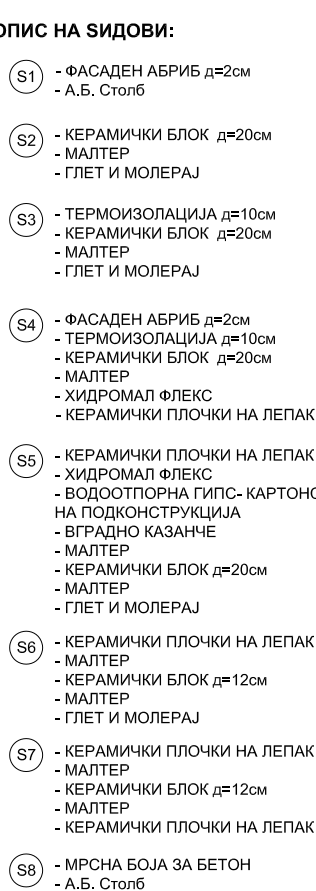 ОПИС НА ЅИДОВИ:
S1 - ФАСАДЕН АБРИБ д=2см
- А.Б. Столб
S2 - КЕРАМИЧКИ БЛОК д=20см
- МАЛТЕР
- ГЛЕТ И МОЛЕРАЈ
S3 - ТЕРМОИЗОЛАЦИЈА д=10см
- КЕРАМИЧКИ БЛОК д=20см
- МАЛТЕР
- ГЛЕТ И МОЛЕРАЈ
S4 - ФАСАДЕН АБРИБ д=2см
- ТЕРМОИЗОЛАЦИЈА д=10см
- КЕРАМИЧКИ БЛОК д=20см
- МАЛТЕР
- ХИДРОМАЛ ФЛЕКС
- КЕРАМИЧКИ ПЛОЧКИ НА ЛЕПАК
S5 - КЕРАМИЧКИ ПЛОЧКИ НА ЛЕПАК
- ХИДРОМАЛ ФЛЕКС
- ВОДООТПОРНА ГИПС- КАРТОНС
НА ПОДКОНСТРУКЦИЈА
- ВГРАДНО КАЗАНЧЕ
- МАЛТЕР
- КЕРАМИЧКИ БЛОК д=20см
- МАЛТЕР
- ГЛЕТ И МОЛЕРАЈ
S6 - КЕРАМИЧКИ ПЛОЧКИ НА ЛЕПАК
- МАЛТЕР
- КЕРАМИЧКИ БЛОК д=12см
- МАЛТЕР
- ГЛЕТ И МОЛЕРАЈ
S7 - КЕРАМИЧКИ ПЛОЧКИ НА ЛЕПАК
- МАЛТЕР
- КЕРАМИЧКИ БЛОК д=12см
- МАЛТЕР
- КЕРАМИЧКИ ПЛОЧКИ НА ЛЕПАК
S8 - МРСНА БОЈА ЗА БЕТОН
- А.Б. Столб